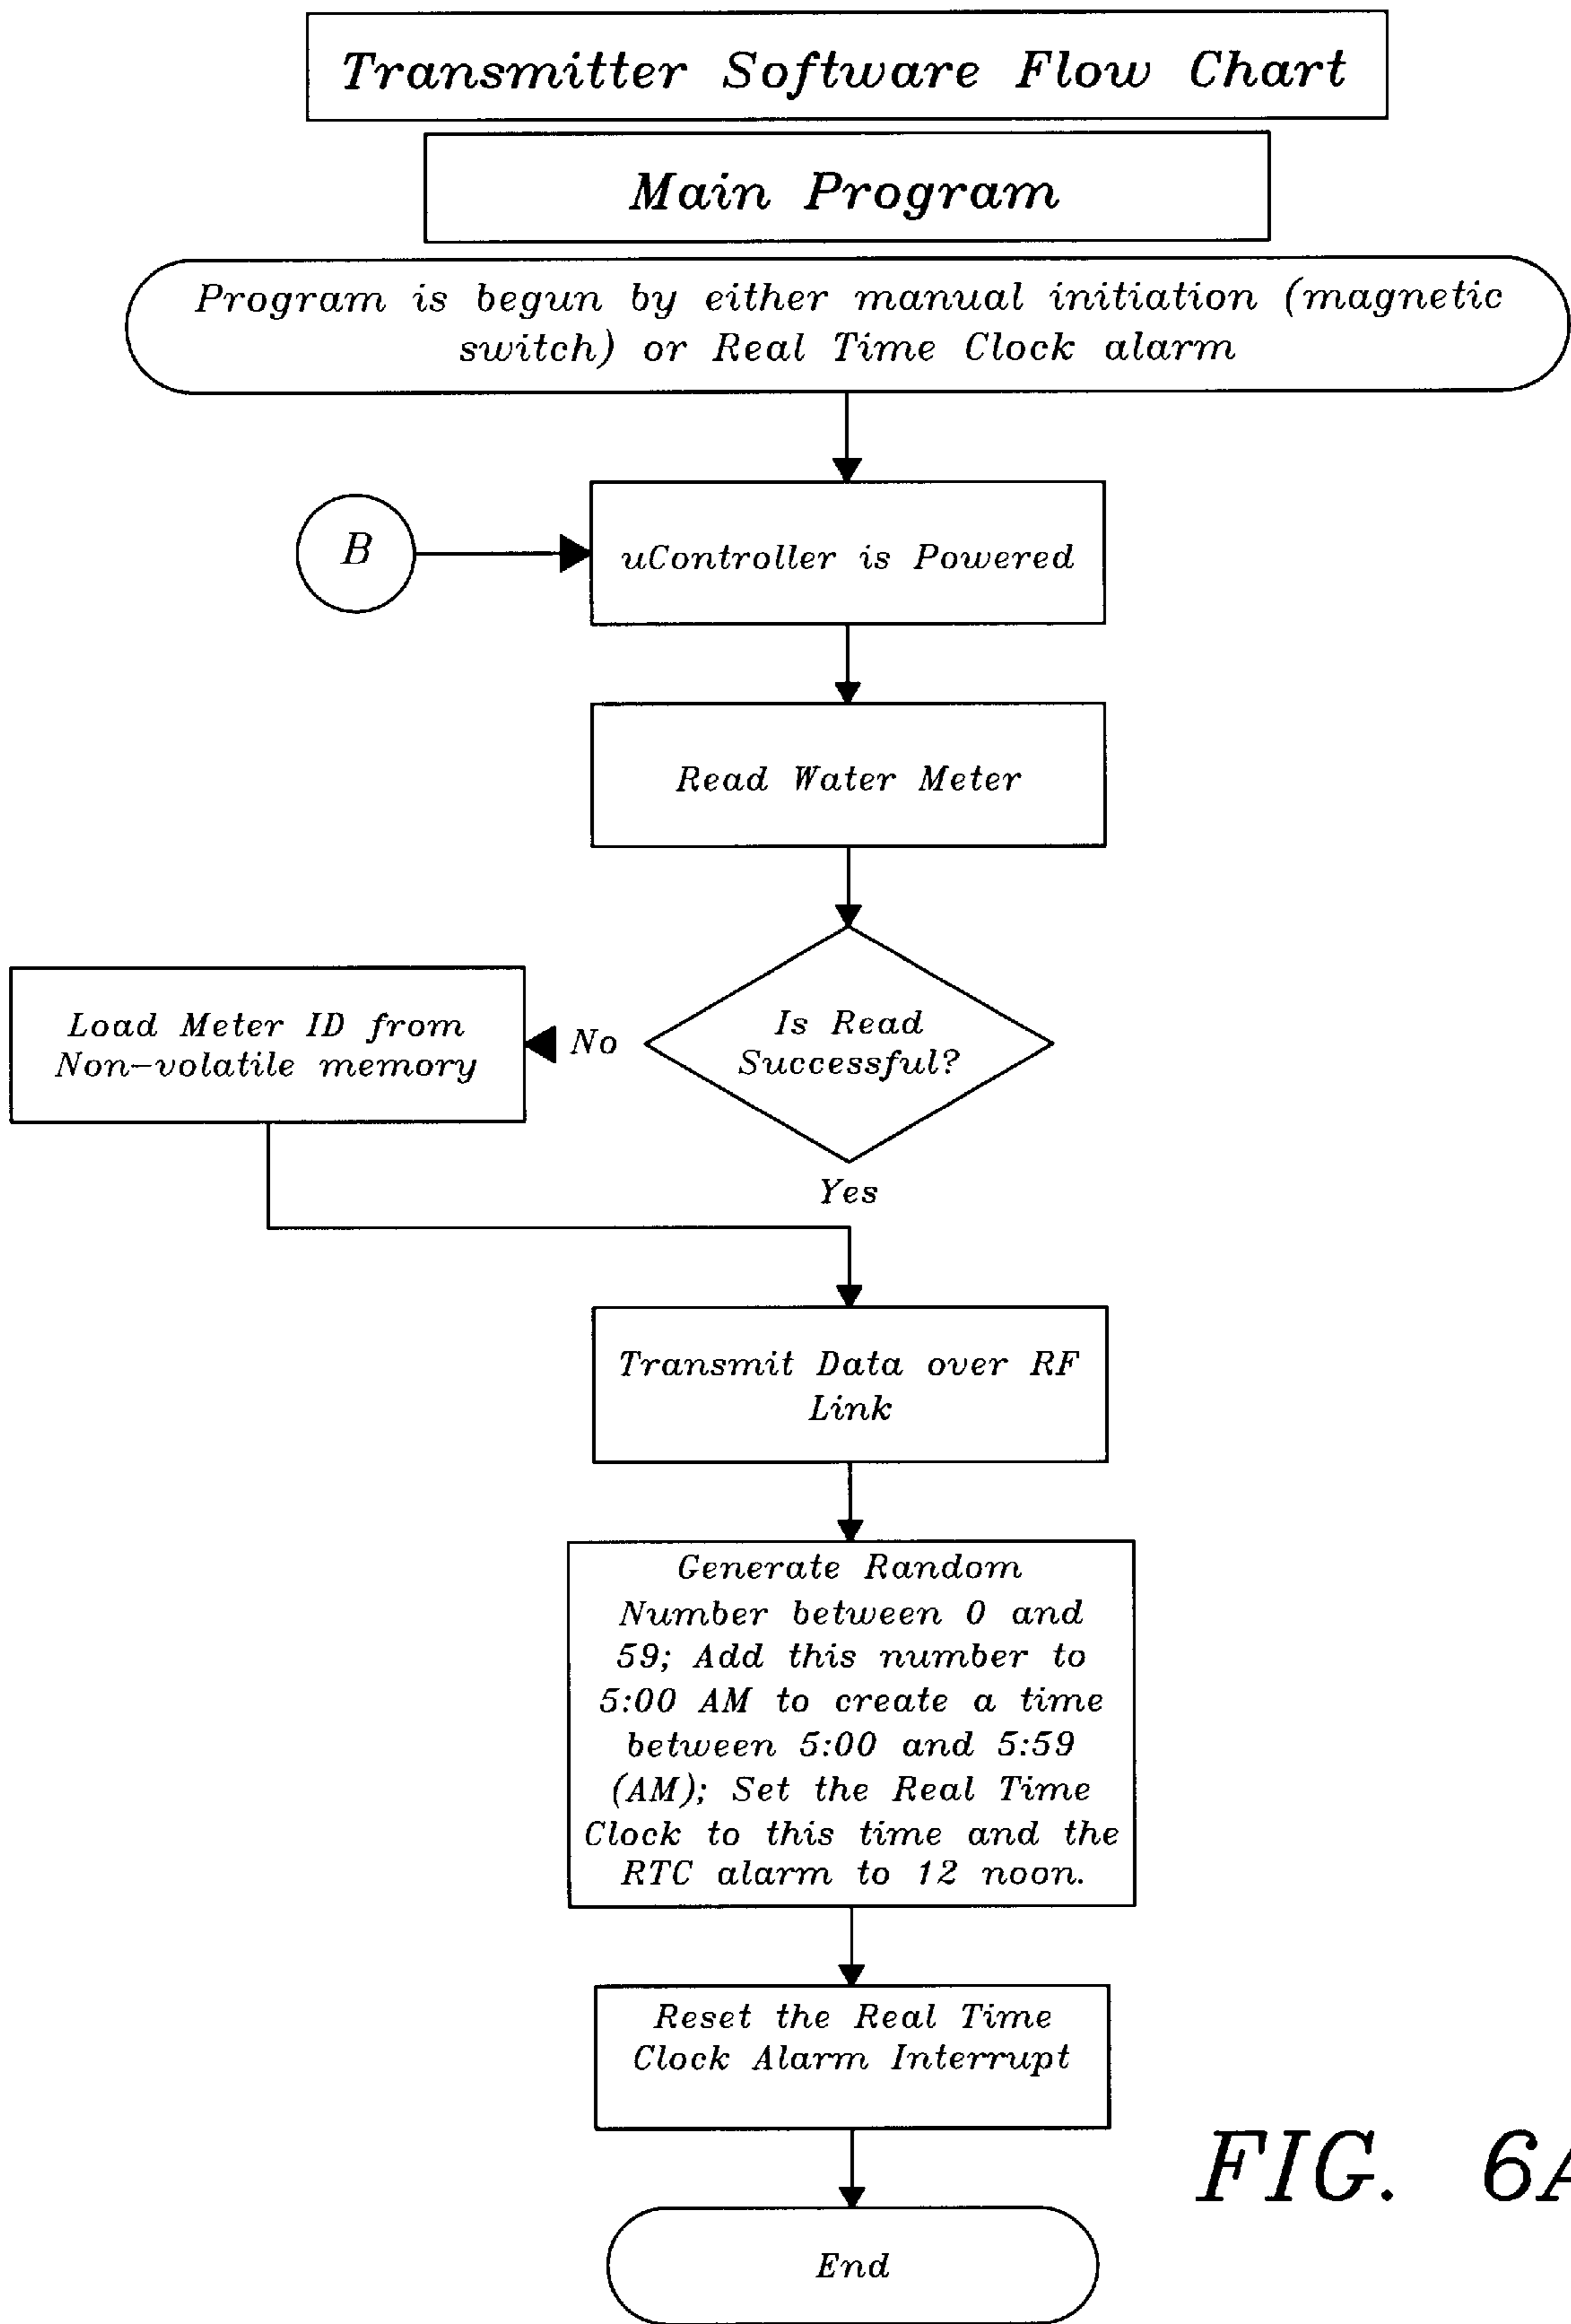 Transmitter Software Flow Chart
Main Program
Program is begun by either manual initiation (magnetic
switch) or Real Time Clock alarm
B
uController is Powered
Read Water Meter
Is Read
Successful?
No
Load Meter ID from
Non-volatile memory
Yes
Transmit Data over RF
Link
Generate Random
Number between 0 and
59; Add this number to
5:00 AM to create a time
between 5:00 and 5:59
(AM); Set the Real Time
Clock to this time and the
RTC alarm to 12 noon.
Reset the Real Time
Clock Alarm Interrupt
End
FIG. 6A